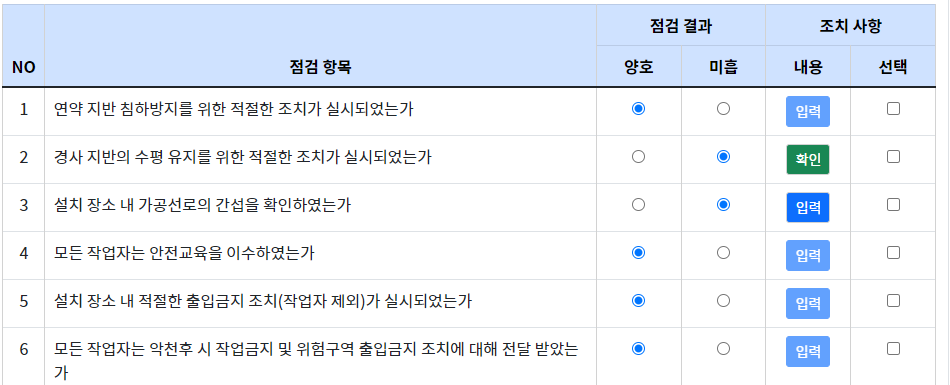 NO 점검 항목 점검 결과 조치 사항
양호 미흡 내용 선택
1 연약 지반 침하방지를 위한 적절한 조치가 실시되었는가 입력
2 경사 지반의 수평 유지를 위한 적절한 조치가 실시되었는가 확인
3 설치 장소 내 가공선로의 간섭을 확인하였는가 입력
4 모든 작업자는 안전교육을 이수하였는가 입력
5 설치 장소 내 적절한 출입금지 조치(작업자 제외)가 실시되었는가 입력
6 모든 작업자는 악천후 시 작업금지 및 위험구역 출입금지 조치에 대해 전달 받았는 입력
가